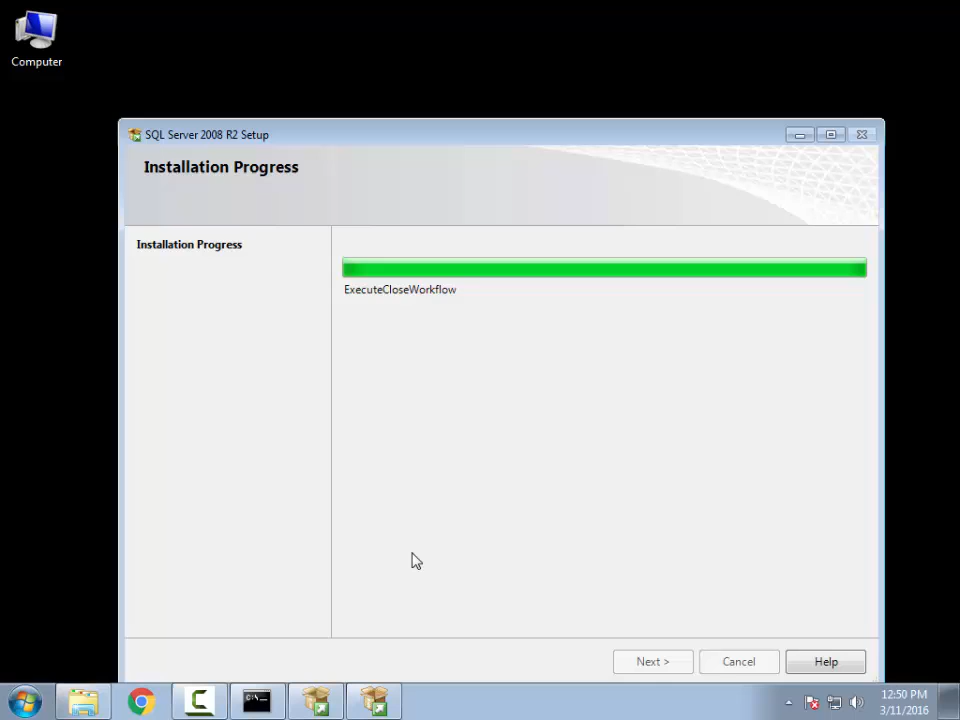 Computer
SQL Server 2008 R2 Setup
Installation Progress
Installation Progress
ExecuteCloseWorkflow
Next >
Cancel
Help
C:\_
12:50 PM
3/11/2016